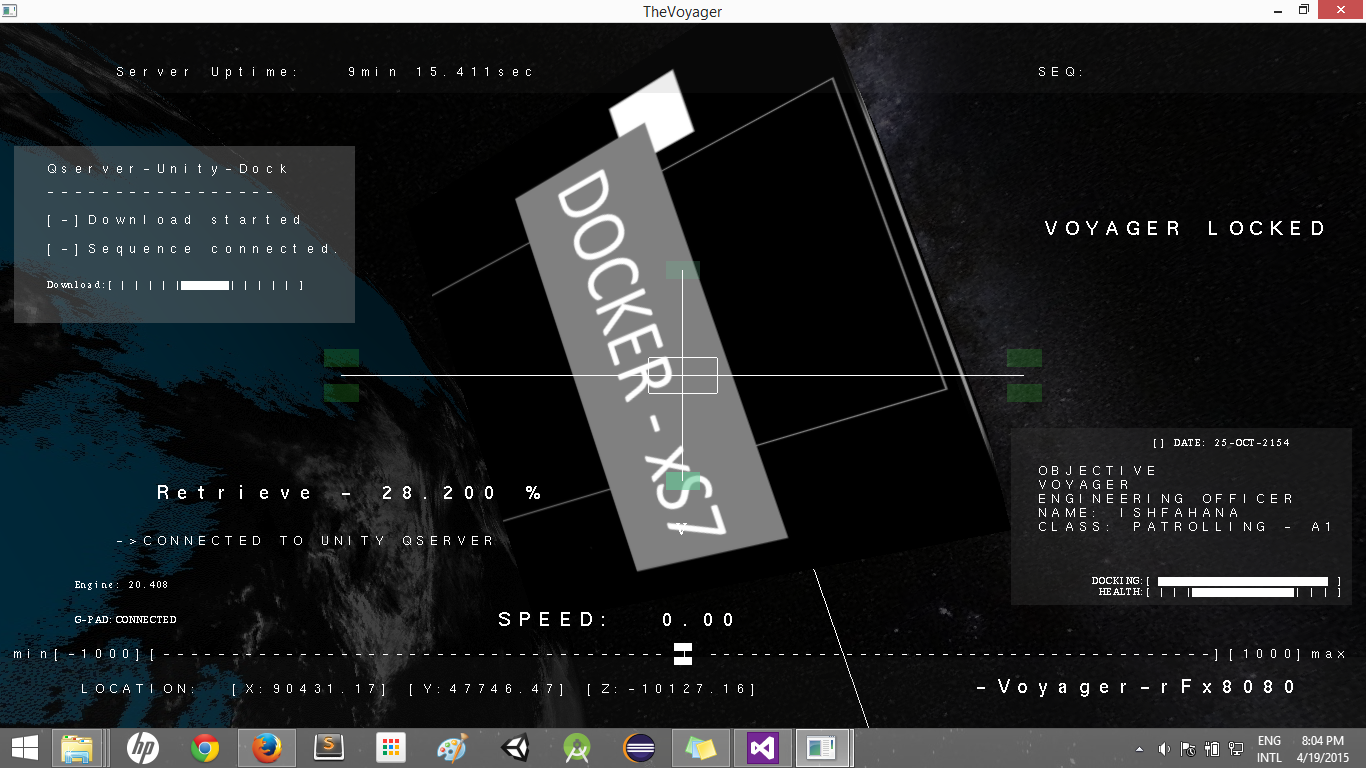 TheVoyager
Server Uptime: 9min 15.411sec
SEQ:
Qserver-Unity-Dock
-----------------
[-]Download started
[-]Sequence connected.
Download:[ | | | | | | | | | | ]
VOYAGER LOCKED
DOCKER - xS7
V
[] DATE: 25-OCT-2154
OBJECTIVE
VOYAGER
ENGINEERING OFFICER
NAME: ISHFAHANA
CLASS: PATROLLING - A1
DOCKING:[ ]
HEALTH:[ | | | | | | ]
Retrieve - 28.200 %
->CONNECTED TO UNITY QSERVER
Engine: 20.408
G-PAD:CONNECTED
SPEED: 0.00
min[-1000][------------------------------------------------------------------------------][1000]max
LOCATION: [X:90431.17] [Y:47746.47] [Z:-10127.16]
-Voyager-rFx8080
hp
S
ENG
INTL
8:04 PM
4/19/2015